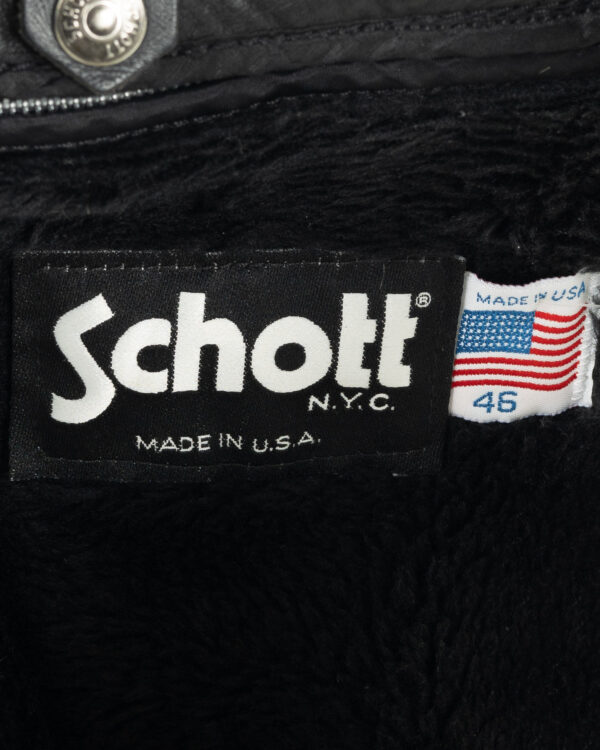 Schott®
N.Y.C.
MADE IN U.S.A.
MADE IN USA
46